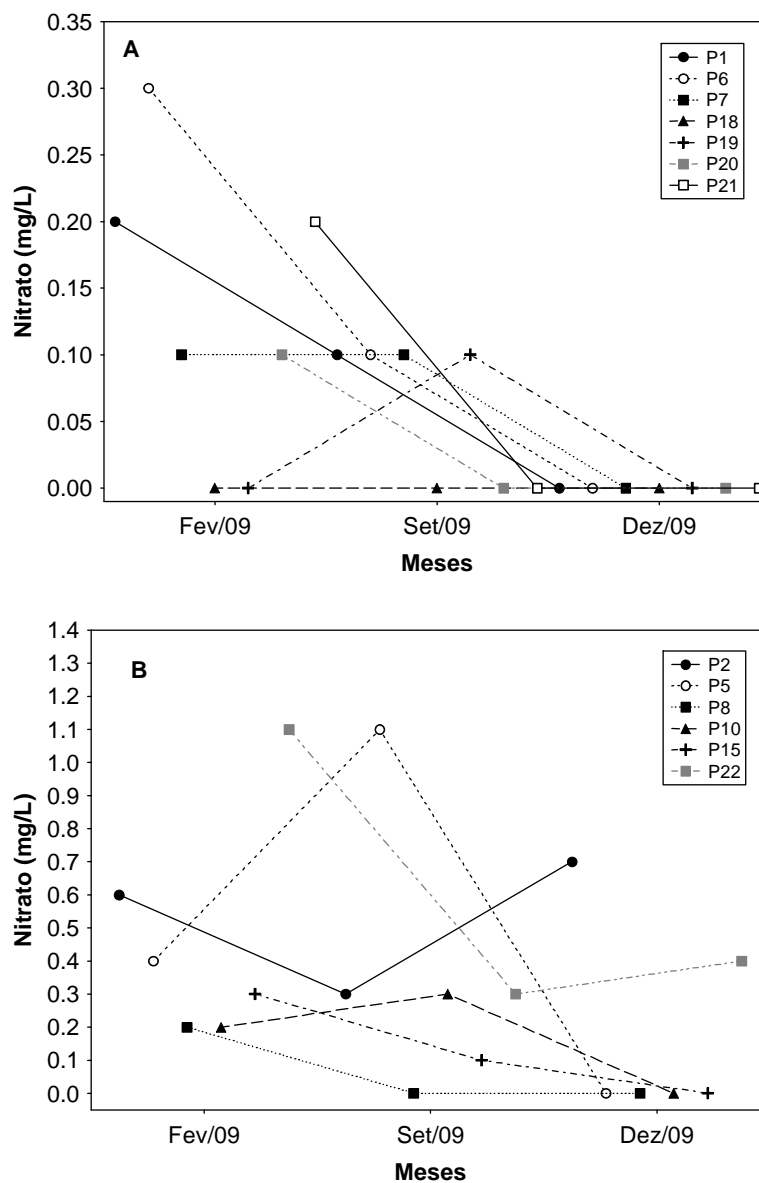 A
0.35
0.30
0.25
0.20
0.15
0.10
0.05
0.00
Nitrato (mg/L)
P1
P6
P7
P18
P19
P20
P21
Fev/09 Set/09 Dez/09
Meses
B
1.4
1.3
1.2
1.1
1.0
0.9
0.8
0.7
0.6
0.5
0.4
0.3
0.2
0.1
0.0
Nitrato (mg/L)
P2
P5
P8
P10
P15
P22
Fev/09 Set/09 Dez/09
Meses